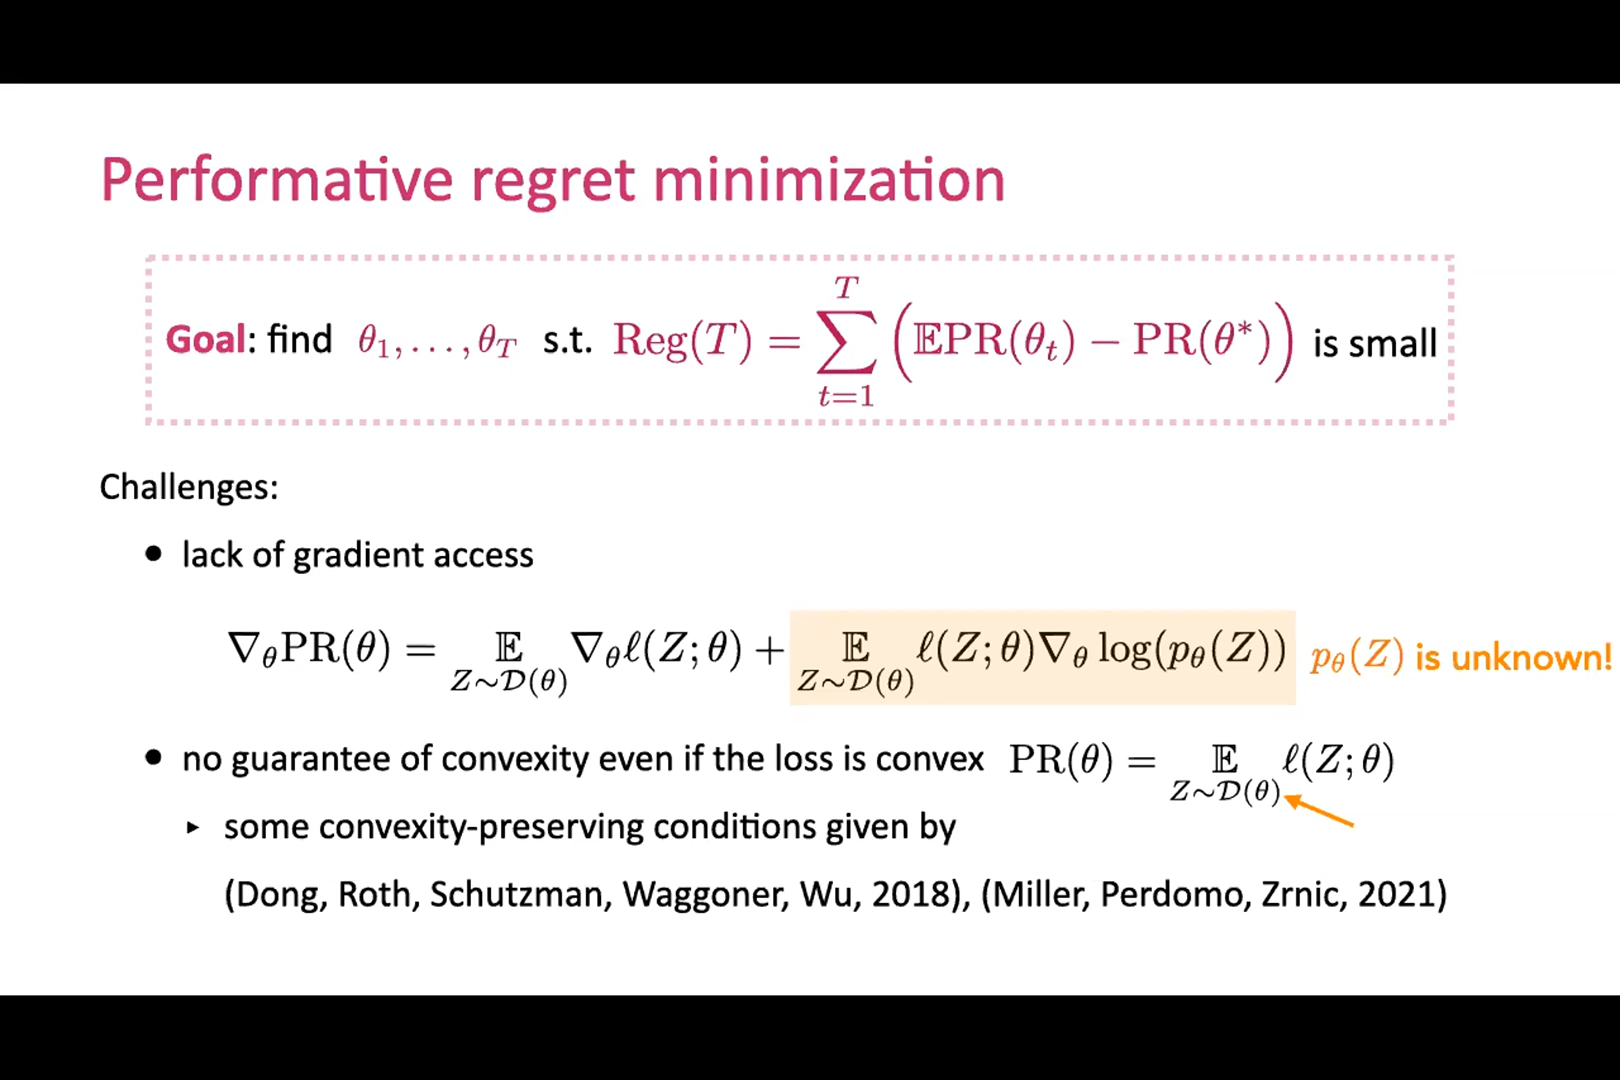 Performative regret minimization
Goal: find θ₁, . . . , θ_T s.t. Reg(T) = ∑_{t=1}^{T} (𝔼PR(θ_t) − PR(θ*)) is small
Challenges:
• lack of gradient access
∇_θPR(θ) = 𝔼_{Z∼𝒟(θ)} ∇_θℓ(Z; θ) + 𝔼_{Z∼𝒟(θ)} ℓ(Z; θ)∇_θ log(p_θ(Z)) p_θ(Z) is unknown!
• no guarantee of convexity even if the loss is convex PR(θ) = 𝔼_{Z∼𝒟(θ)} ℓ(Z; θ)
▸ some convexity-preserving conditions given by
(Dong, Roth, Schutzman, Waggoner, Wu, 2018), (Miller, Perdomo, Zrnic, 2021)